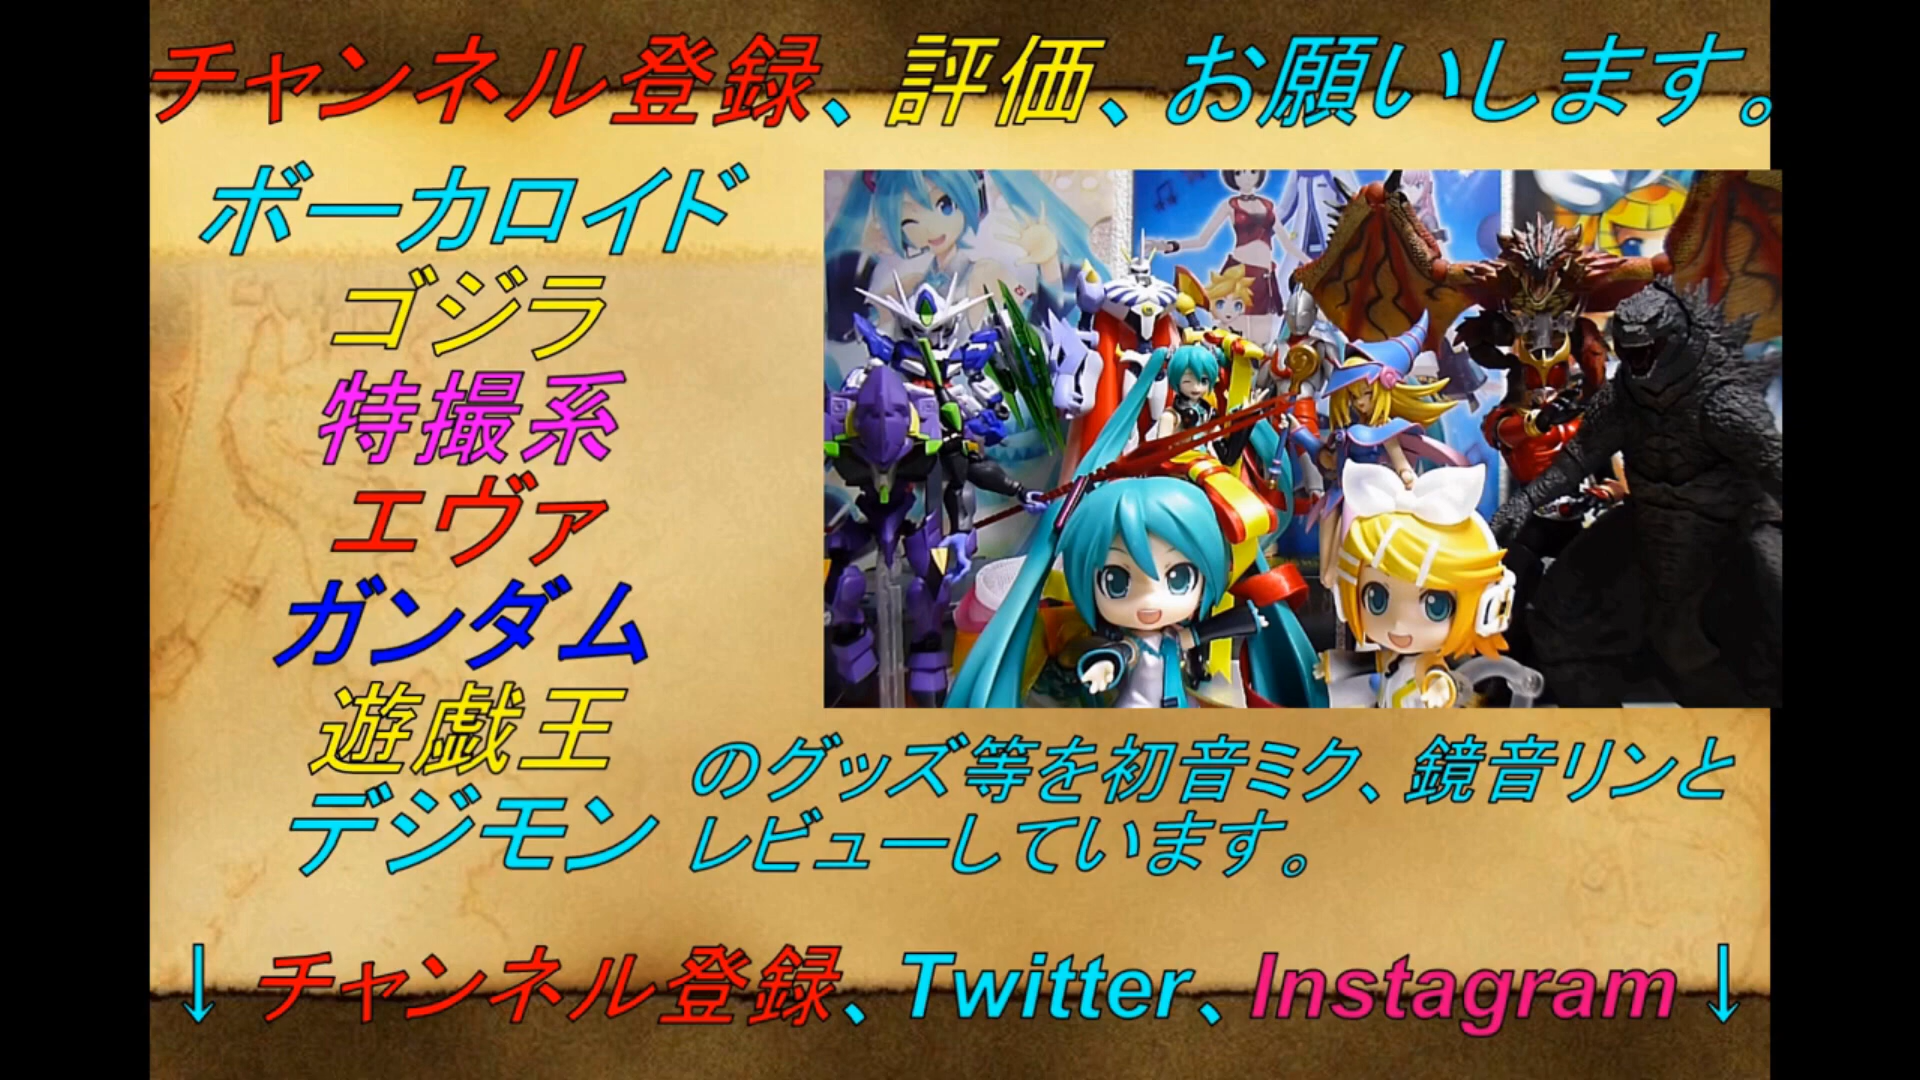 チャンネル登録、評価、お願いします。
ボーカロイド
ゴジラ
特撮系
エヴァ
ガンダム
遊戯王
デジモン
のグッズ等を初音ミク、鏡音リンと
レビューしています。
↓チャンネル登録、Twitter、Instagram↓